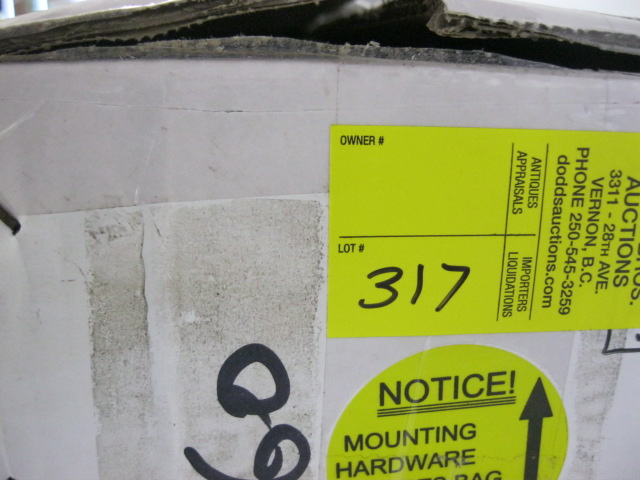 OWNER #
LOT #
317
ANTIQUES
APPRAISALS
IMPORTERS
LIQUIDATIONS
AUCTIONS
3311 - 28TH AVE.
VERNON, B.C.
PHONE 250-545-3259
doddsauctions.com
NOTICE!
MOUNTING
HARDWARE
BAG